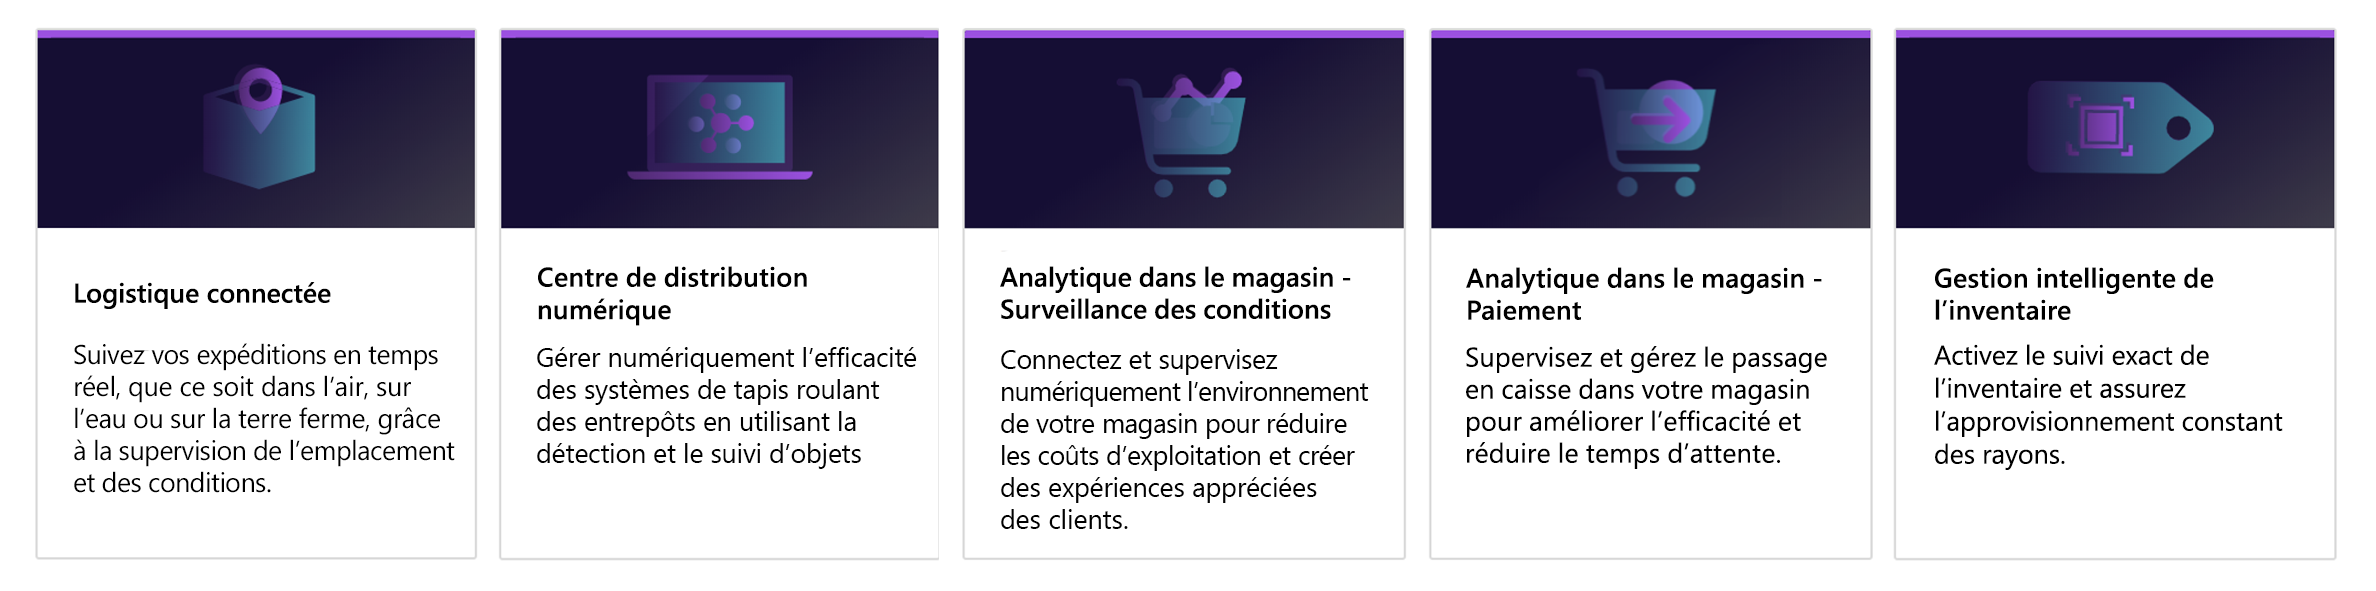 Logistique connectée
Suivez vos expéditions en temps
réel, que ce soit dans l’air, sur
l’eau ou sur la terre ferme, grâce
à la supervision de l’emplacement
et des conditions.
Centre de distribution
numérique
Gérer numériquement l’efficacité
des systèmes de tapis roulant
des entrepôts en utilisant la
détection et le suivi d’objets
Analytique dans le magasin -
Surveillance des conditions
Connectez et supervisez
numériquement l’environnement
de votre magasin pour réduire
les coûts d’exploitation et créer
des expériences appréciées
des clients.
Analytique dans le magasin -
Paiement
Supervisez et gérez le passage
en caisse dans votre magasin
pour améliorer l’efficacité et
réduire le temps d’attente.
Gestion intelligente de
l’inventaire
Activez le suivi exact de
l’inventaire et assurez
l’approvisionnement constant
des rayons.